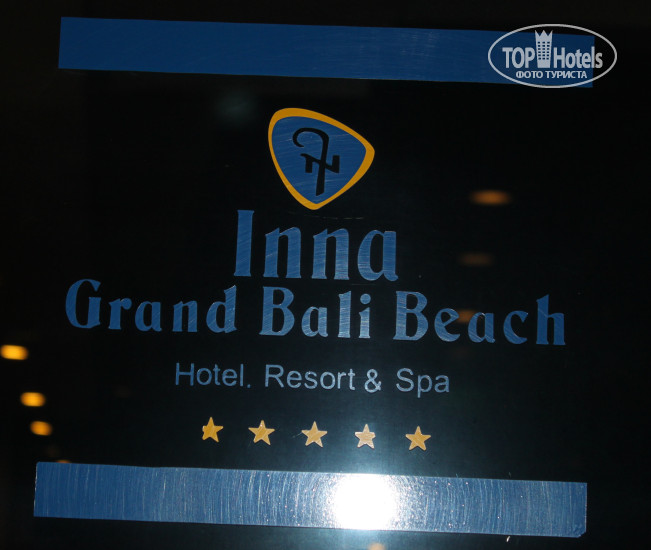 TOP Hotels
ФОТО ТУРИСТА
Inna
Grand Bali Beach
Hotel. Resort & Spa